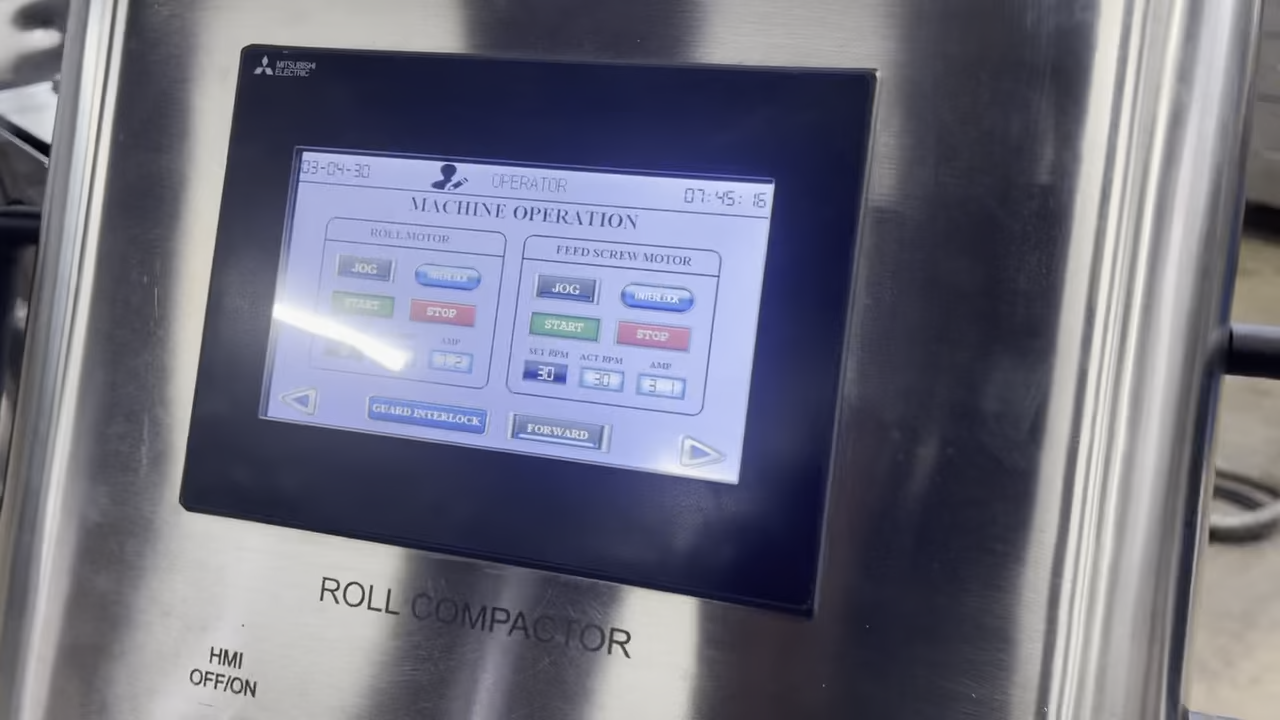 MITSUBISHI
ELECTRIC
03-04-30 OPERATOR 07:45:16
MACHINE OPERATION
ROLL MOTOR
JOG INTERLOCK
START STOP
AMP
FEED SCREW MOTOR
JOG INTERLOCK
START STOP
SET RPM ACT RPM AMP
30 30
GUARD INTERLOCK FORWARD
ROLL COMPACTOR
HMI
OFF/ON